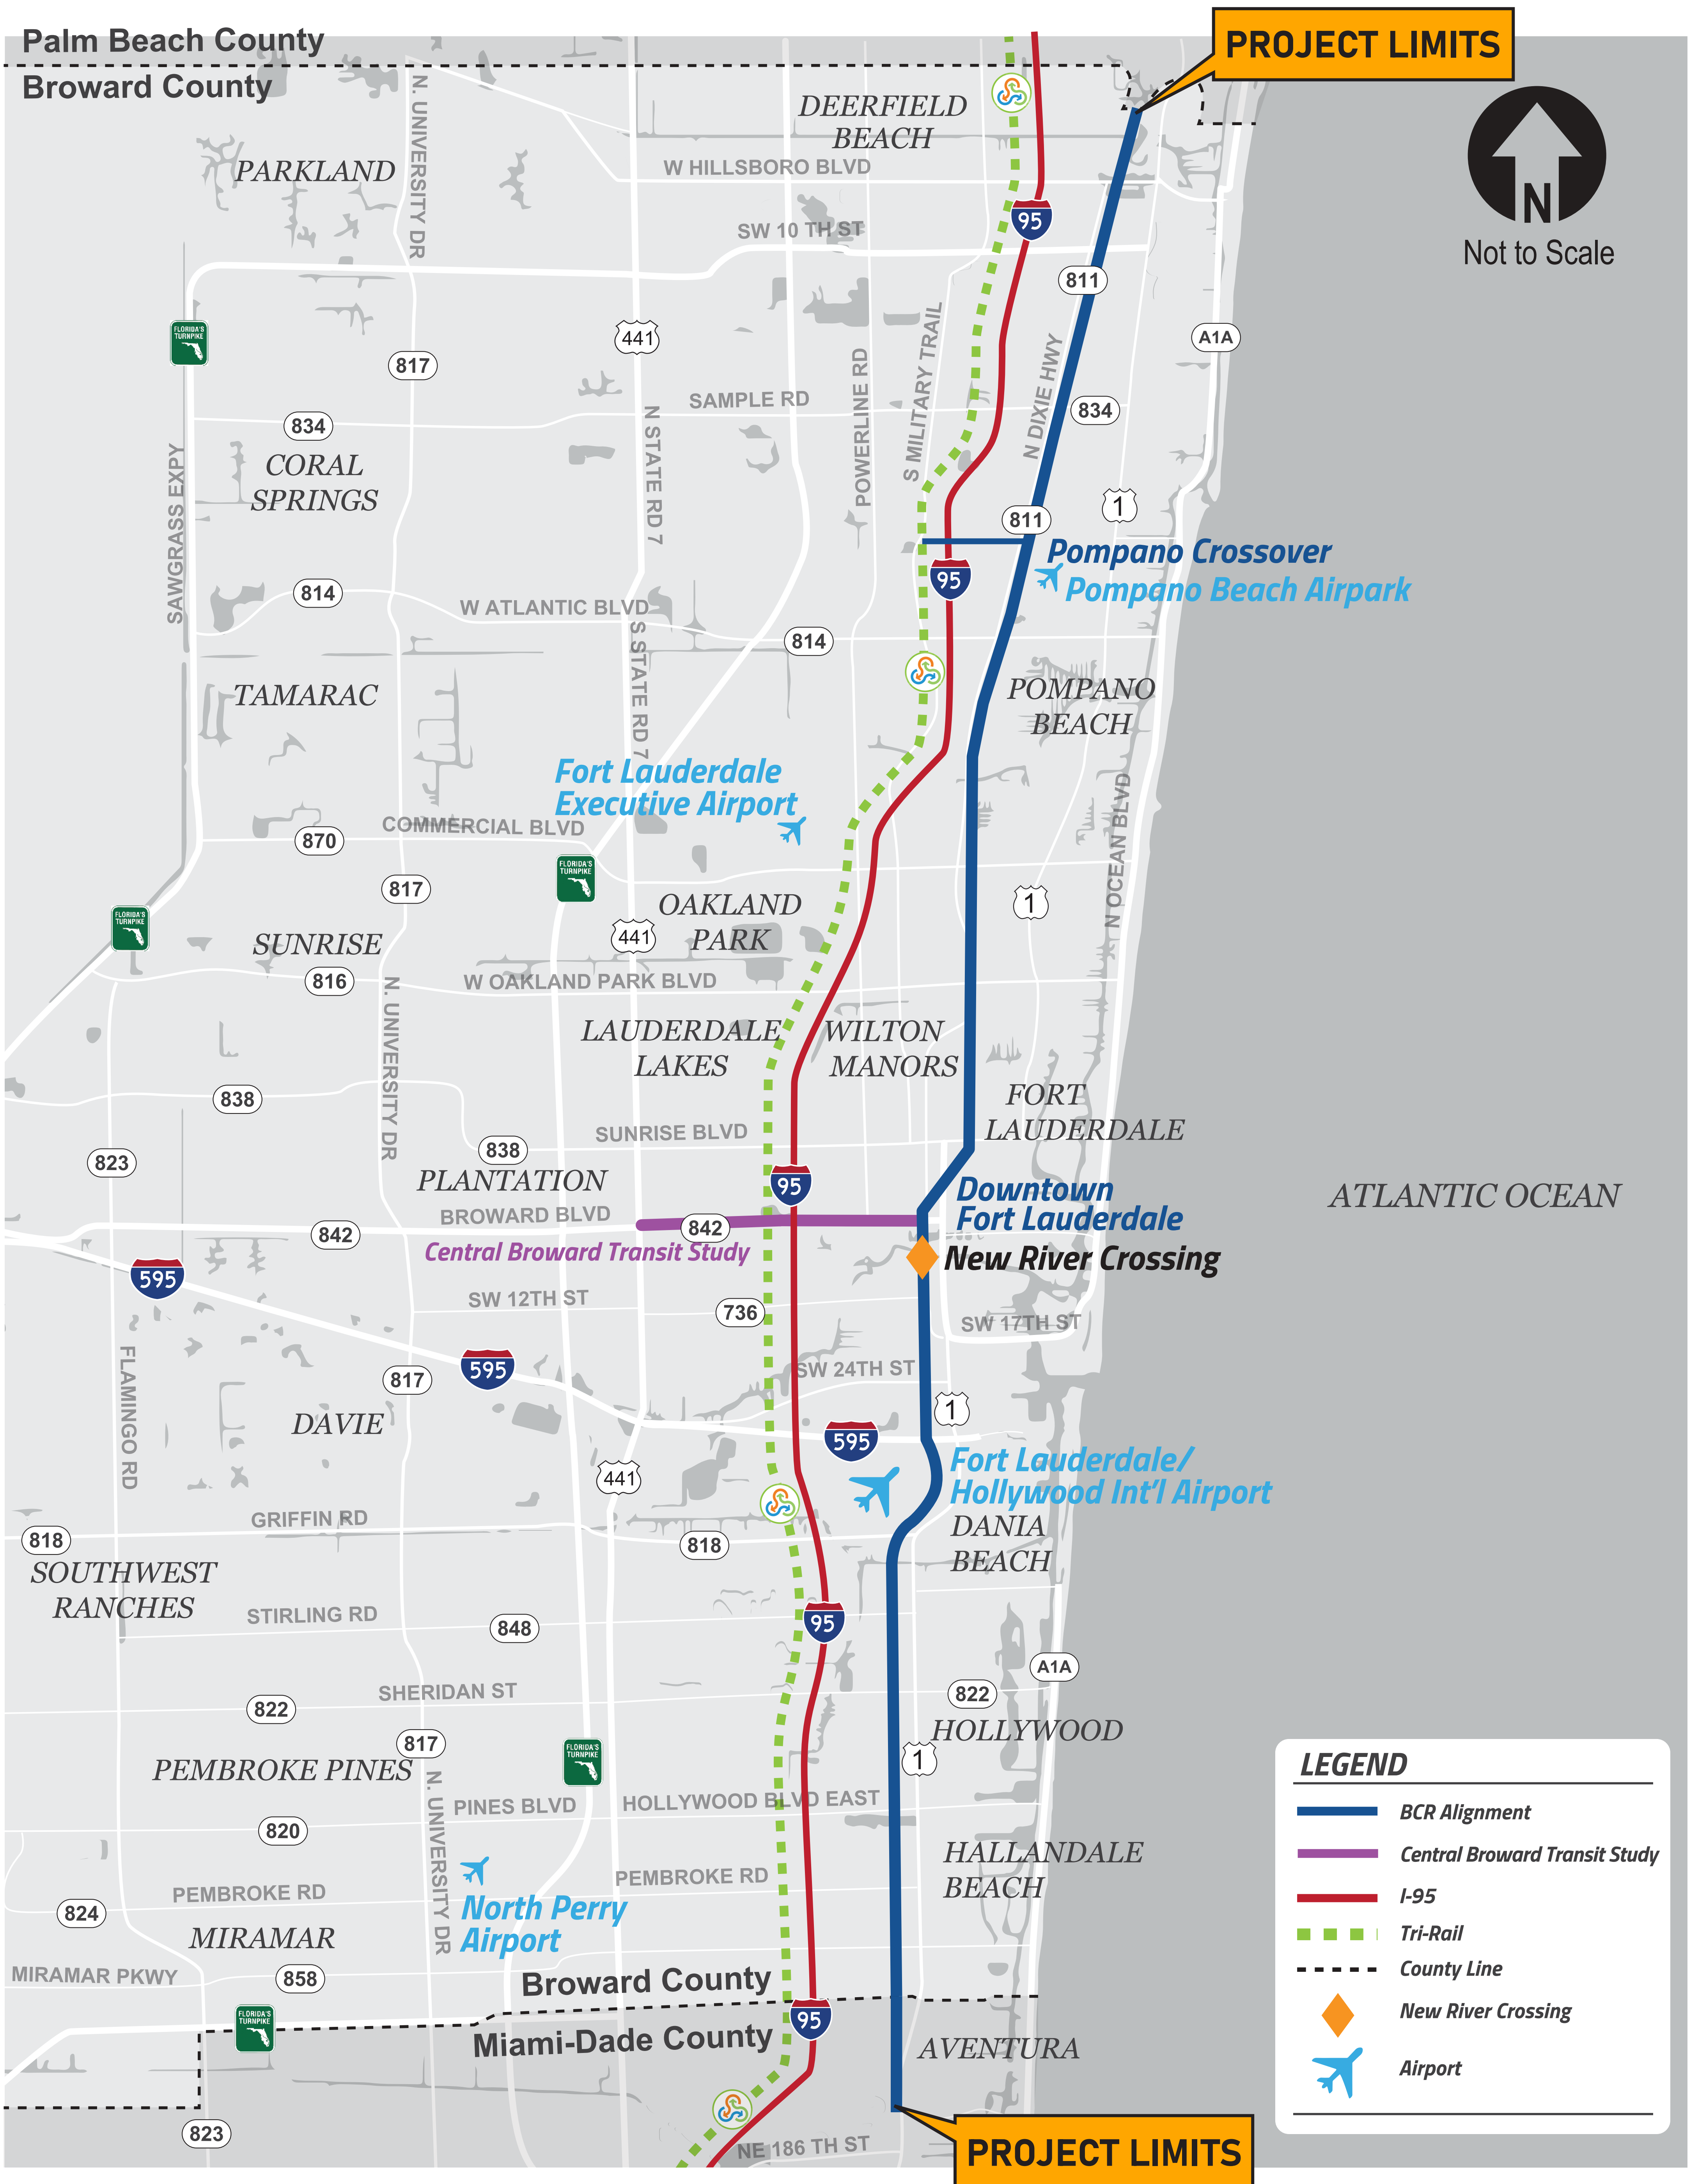 Palm Beach County
Broward County
PROJECT LIMITS
N
Not to Scale
DEERFIELD
BEACH
N. UNIVERSITY DR
PARKLAND
W HILLSBORO BLVD
95
SW 10 TH ST
811
FLORIDA'S
TURNPIKE
441
A1A
817
S MILITARY TRAIL
N DIXIE HWY
POWERLINE RD
SAMPLE RD
834
834
N STATE RD 7
CORAL
SPRINGS
SAWGRASS EXPY
1
811
Pompano Crossover
95
Pompano Beach Airpark
814
W ATLANTIC BLVD
814
S STATE RD 7
TAMARAC
POMPANO
BEACH
Fort Lauderdale
Executive Airport
N OCEAN BLVD
COMMERCIAL BLVD
870
FLORIDA'S
TURNPIKE
817
1
OAKLAND
PARK
FLORIDA'S
TURNPIKE
441
SUNRISE
816
W OAKLAND PARK BLVD
N. UNIVERSITY DR
LAUDERDALE
LAKES
WILTON
MANORS
838
FORT
LAUDERDALE
SUNRISE BLVD
838
823
PLANTATION
95
Downtown
Fort Lauderdale
ATLANTIC OCEAN
BROWARD BLVD
842
842
Central Broward Transit Study
New River Crossing
595
SW 12TH ST
736
SW 17TH ST
FLAMINGO RD
595
SW 24TH ST
817
1
DAVIE
595
Fort Lauderdale/
Hollywood Int'l Airport
441
GRIFFIN RD
DANIA
BEACH
818
818
SOUTHWEST
RANCHES
STIRLING RD
848
95
A1A
SHERIDAN ST
822
822
HOLLYWOOD
817
1
FLORIDA'S
TURNPIKE
PEMBROKE PINES
N. UNIVERSITY DR
PINES BLVD
HOLLYWOOD BLVD EAST
820
HALLANDALE
BEACH
PEMBROKE RD
PEMBROKE RD
824
North Perry
Airport
MIRAMAR
MIRAMAR PKWY
858
Broward County
95
FLORIDA'S
TURNPIKE
Miami-Dade County
AVENTURA
823
NE 186 TH ST
PROJECT LIMITS
LEGEND
BCR Alignment
Central Broward Transit Study
I-95
Tri-Rail
County Line
New River Crossing
Airport